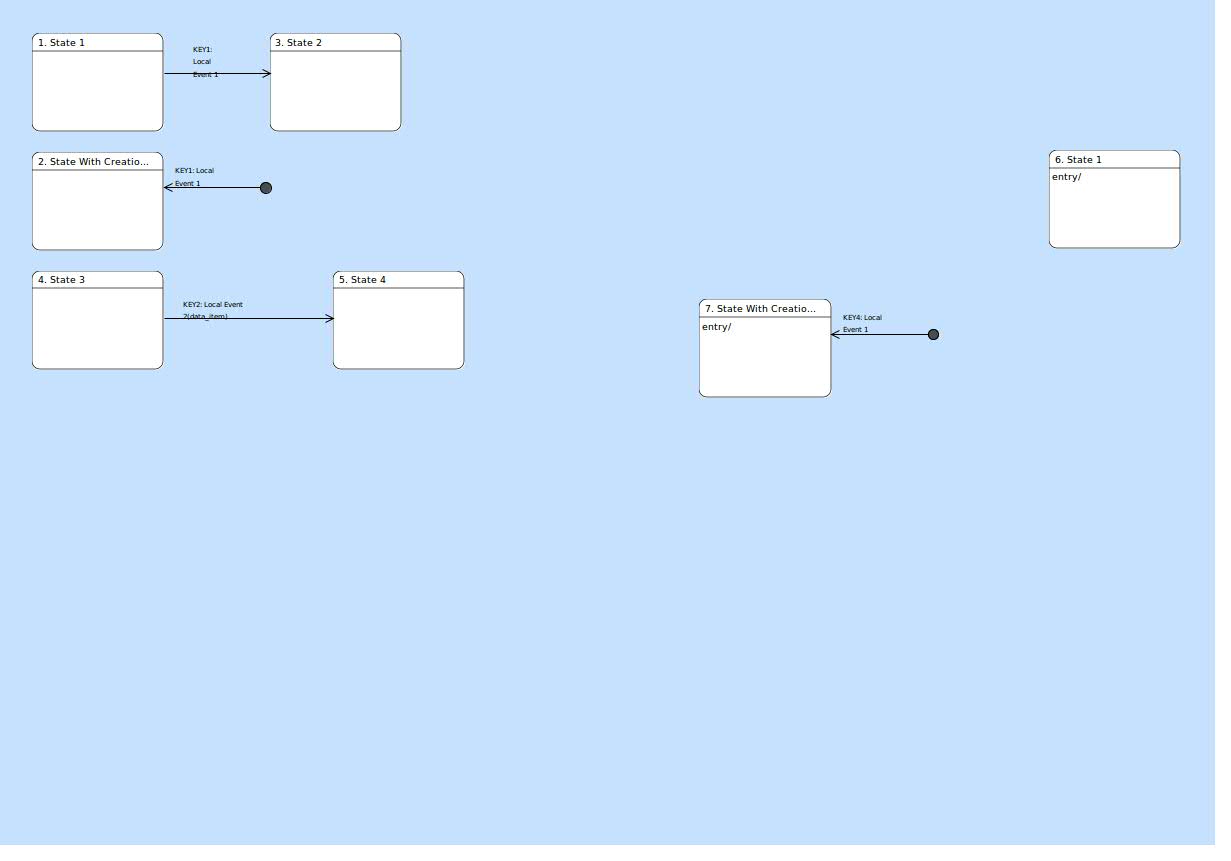 1. State 1
KEY1:
Local
Event 1
3. State 2
2. State With Creatio...
KEY1: Local
Event 1
6. State 1
entry/
4. State 3
KEY2: Local Event
2(data_item)
5. State 4
7. State With Creatio...
entry/
KEY4: Local
Event 1